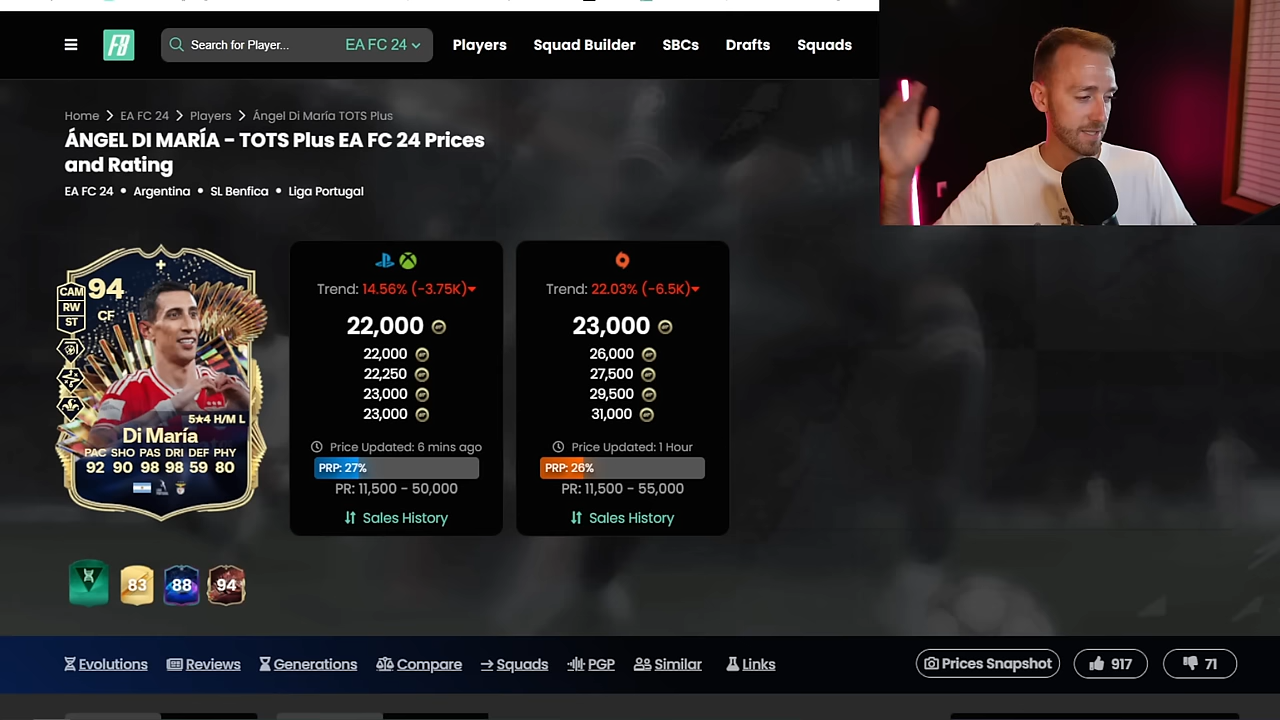 FB
Search for Player...
EA FC 24
Players
Squad Builder
SBCs
Drafts
Squads
Home
EA FC 24
Players
Ángel Di María TOTS Plus
ÁNGEL DI MARÍA - TOTS Plus EA FC 24 Prices
and Rating
EA FC 24 • Argentina • SL Benfica • Liga Portugal
94
CF
CAM
RW
ST
5★4 H/M L
Di María
PAC SHO PAS DRI DEF PHY
92 90 98 98 59 80
Trend: 14.56% (-3.75K)
22,000
22,000
22,250
23,000
23,000
Price Updated: 6 mins ago
PRP: 27%
PR: 11,500 - 50,000
Sales History
Trend: 22.03% (-6.5K)
23,000
26,000
27,500
29,500
31,000
Price Updated: 1 Hour
PRP: 26%
PR: 11,500 - 55,000
Sales History
83
88
94
Evolutions
Reviews
Generations
Compare
Squads
PGP
Similar
Links
Prices Snapshot
917
71